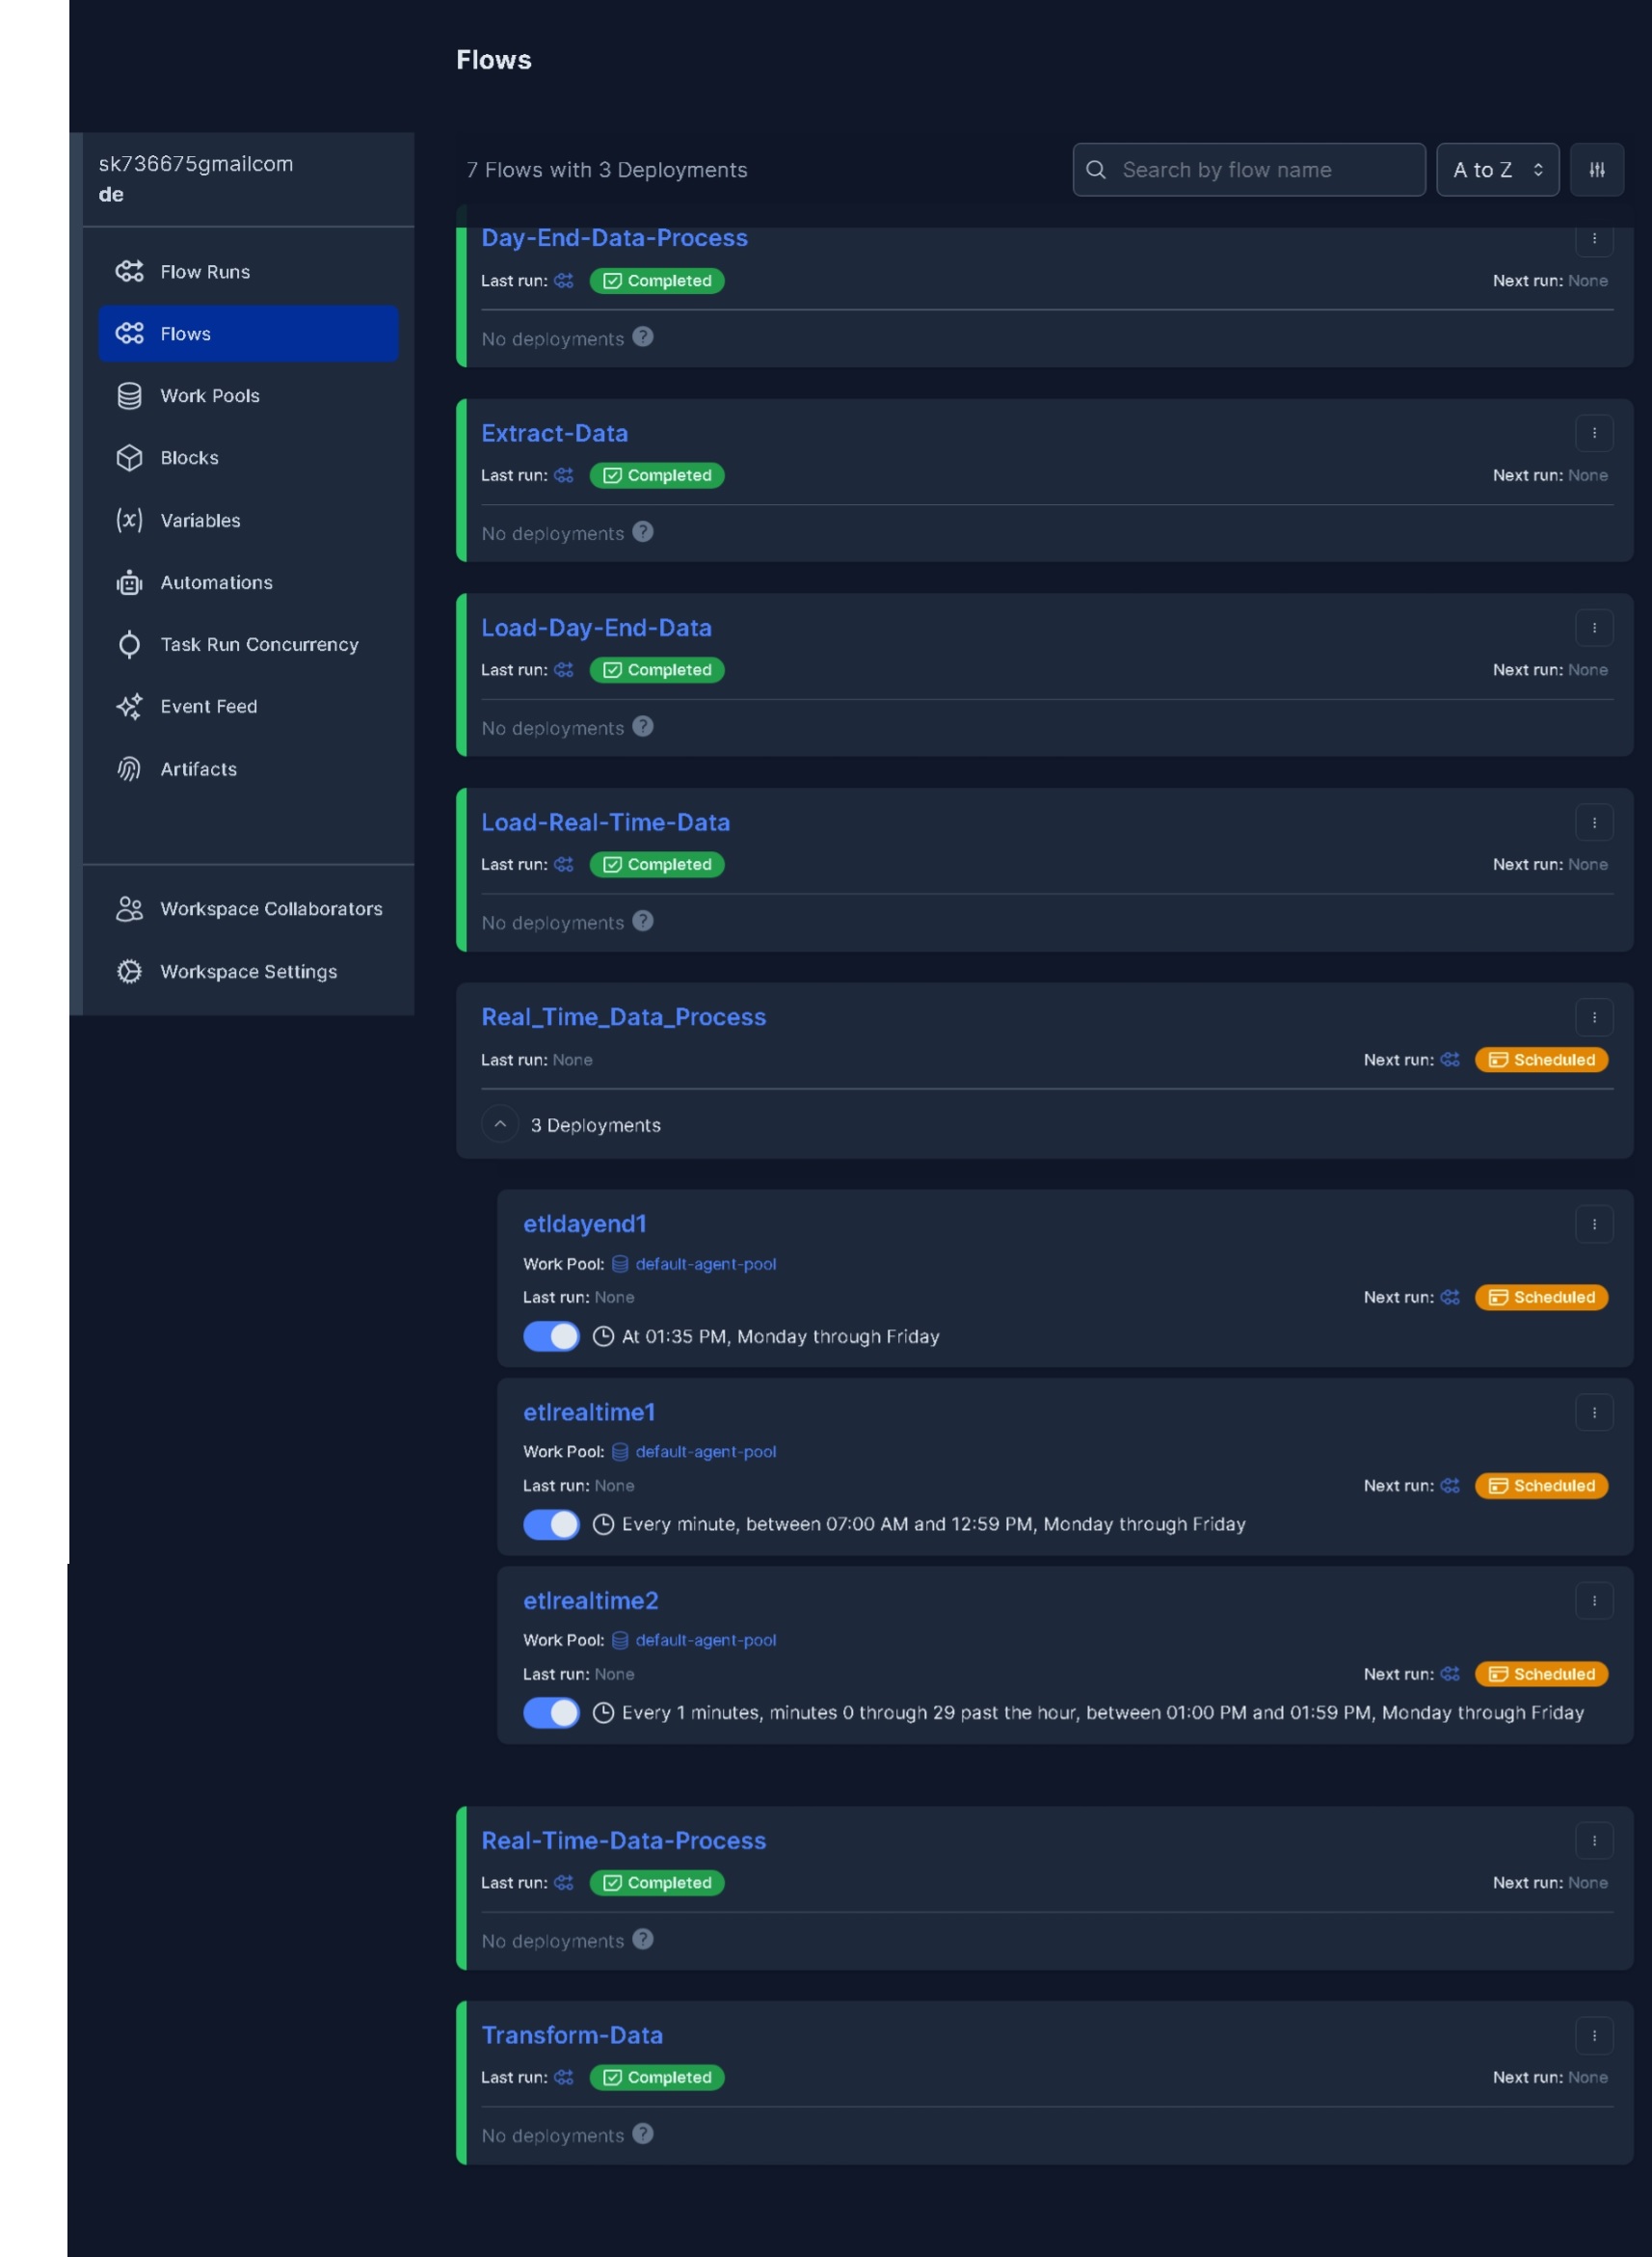 Flows
sk736675gmailcom
de
Flow Runs
Flows
Work Pools
Blocks
Variables
Automations
Task Run Concurrency
Event Feed
Artifacts
Workspace Collaborators
Workspace Settings
7 Flows with 3 Deployments
Search by flow name
A to Z
Day-End-Data-Process
Last run: Completed Next run: None
No deployments ?
Extract-Data
Last run: Completed Next run: None
No deployments ?
Load-Day-End-Data
Last run: Completed Next run: None
No deployments ?
Load-Real-Time-Data
Last run: Completed Next run: None
No deployments ?
Real_Time_Data_Process
Last run: None Next run: Scheduled
3 Deployments
etldayend1
Work Pool: default-agent-pool
Last run: None Next run: Scheduled
At 01:35 PM, Monday through Friday
etlrealtime1
Work Pool: default-agent-pool
Last run: None Next run: Scheduled
Every minute, between 07:00 AM and 12:59 PM, Monday through Friday
etlrealtime2
Work Pool: default-agent-pool
Last run: None Next run: Scheduled
Every 1 minutes, minutes 0 through 29 past the hour, between 01:00 PM and 01:59 PM, Monday through Friday
Real-Time-Data-Process
Last run: Completed Next run: None
No deployments ?
Transform-Data
Last run: Completed Next run: None
No deployments ?